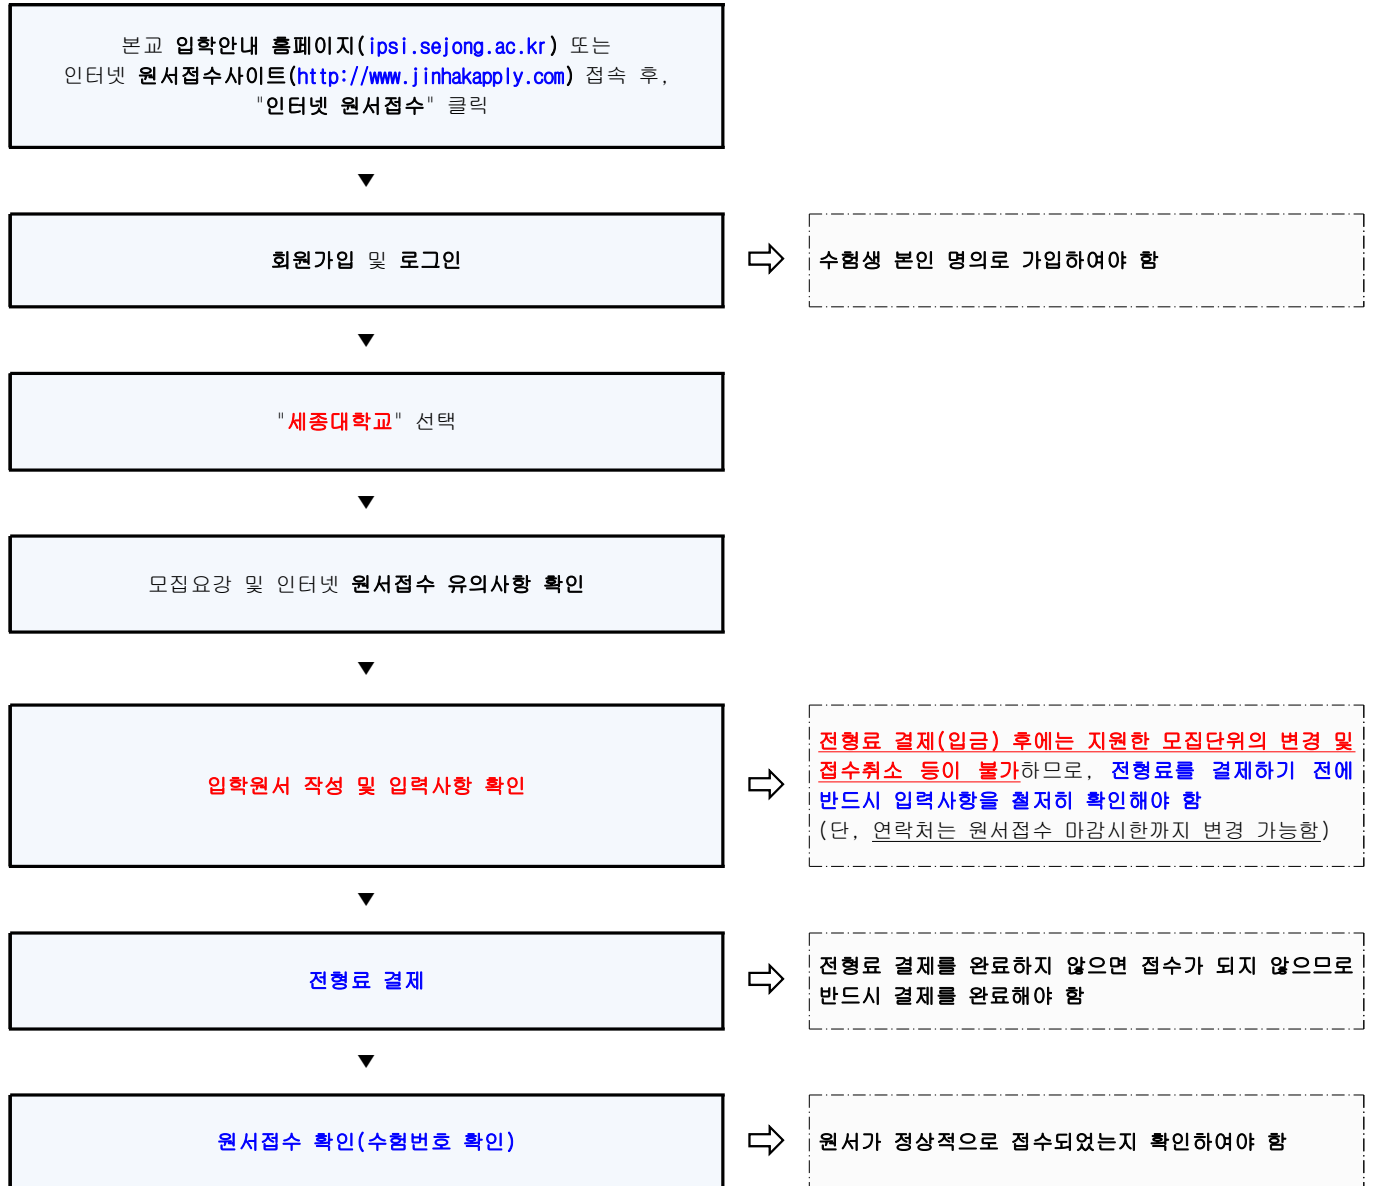 본교 입학안내 홈페이지(ipsi.sejong.ac.kr) 또는
인터넷 원서접수사이트(http://www.jinhakapply.com) 접속 후,
"인터넷 원서접수" 클릭
▼
회원가입 및 로그인
수험생 본인 명의로 가입하여야 함
▼
"세종대학교" 선택
▼
모집요강 및 인터넷 원서접수 유의사항 확인
▼
입학원서 작성 및 입력사항 확인
전형료 결제(입금) 후에는 지원한 모집단위의 변경 및
접수취소 등이 불가하므로, 전형료를 결제하기 전에
반드시 입력사항을 철저히 확인해야 함
(단, 연락처는 원서접수 마감시한까지 변경 가능함)
▼
전형료 결제
전형료 결제를 완료하지 않으면 접수가 되지 않으므로
반드시 결제를 완료해야 함
▼
원서접수 확인(수험번호 확인)
원서가 정상적으로 접수되었는지 확인하여야 함